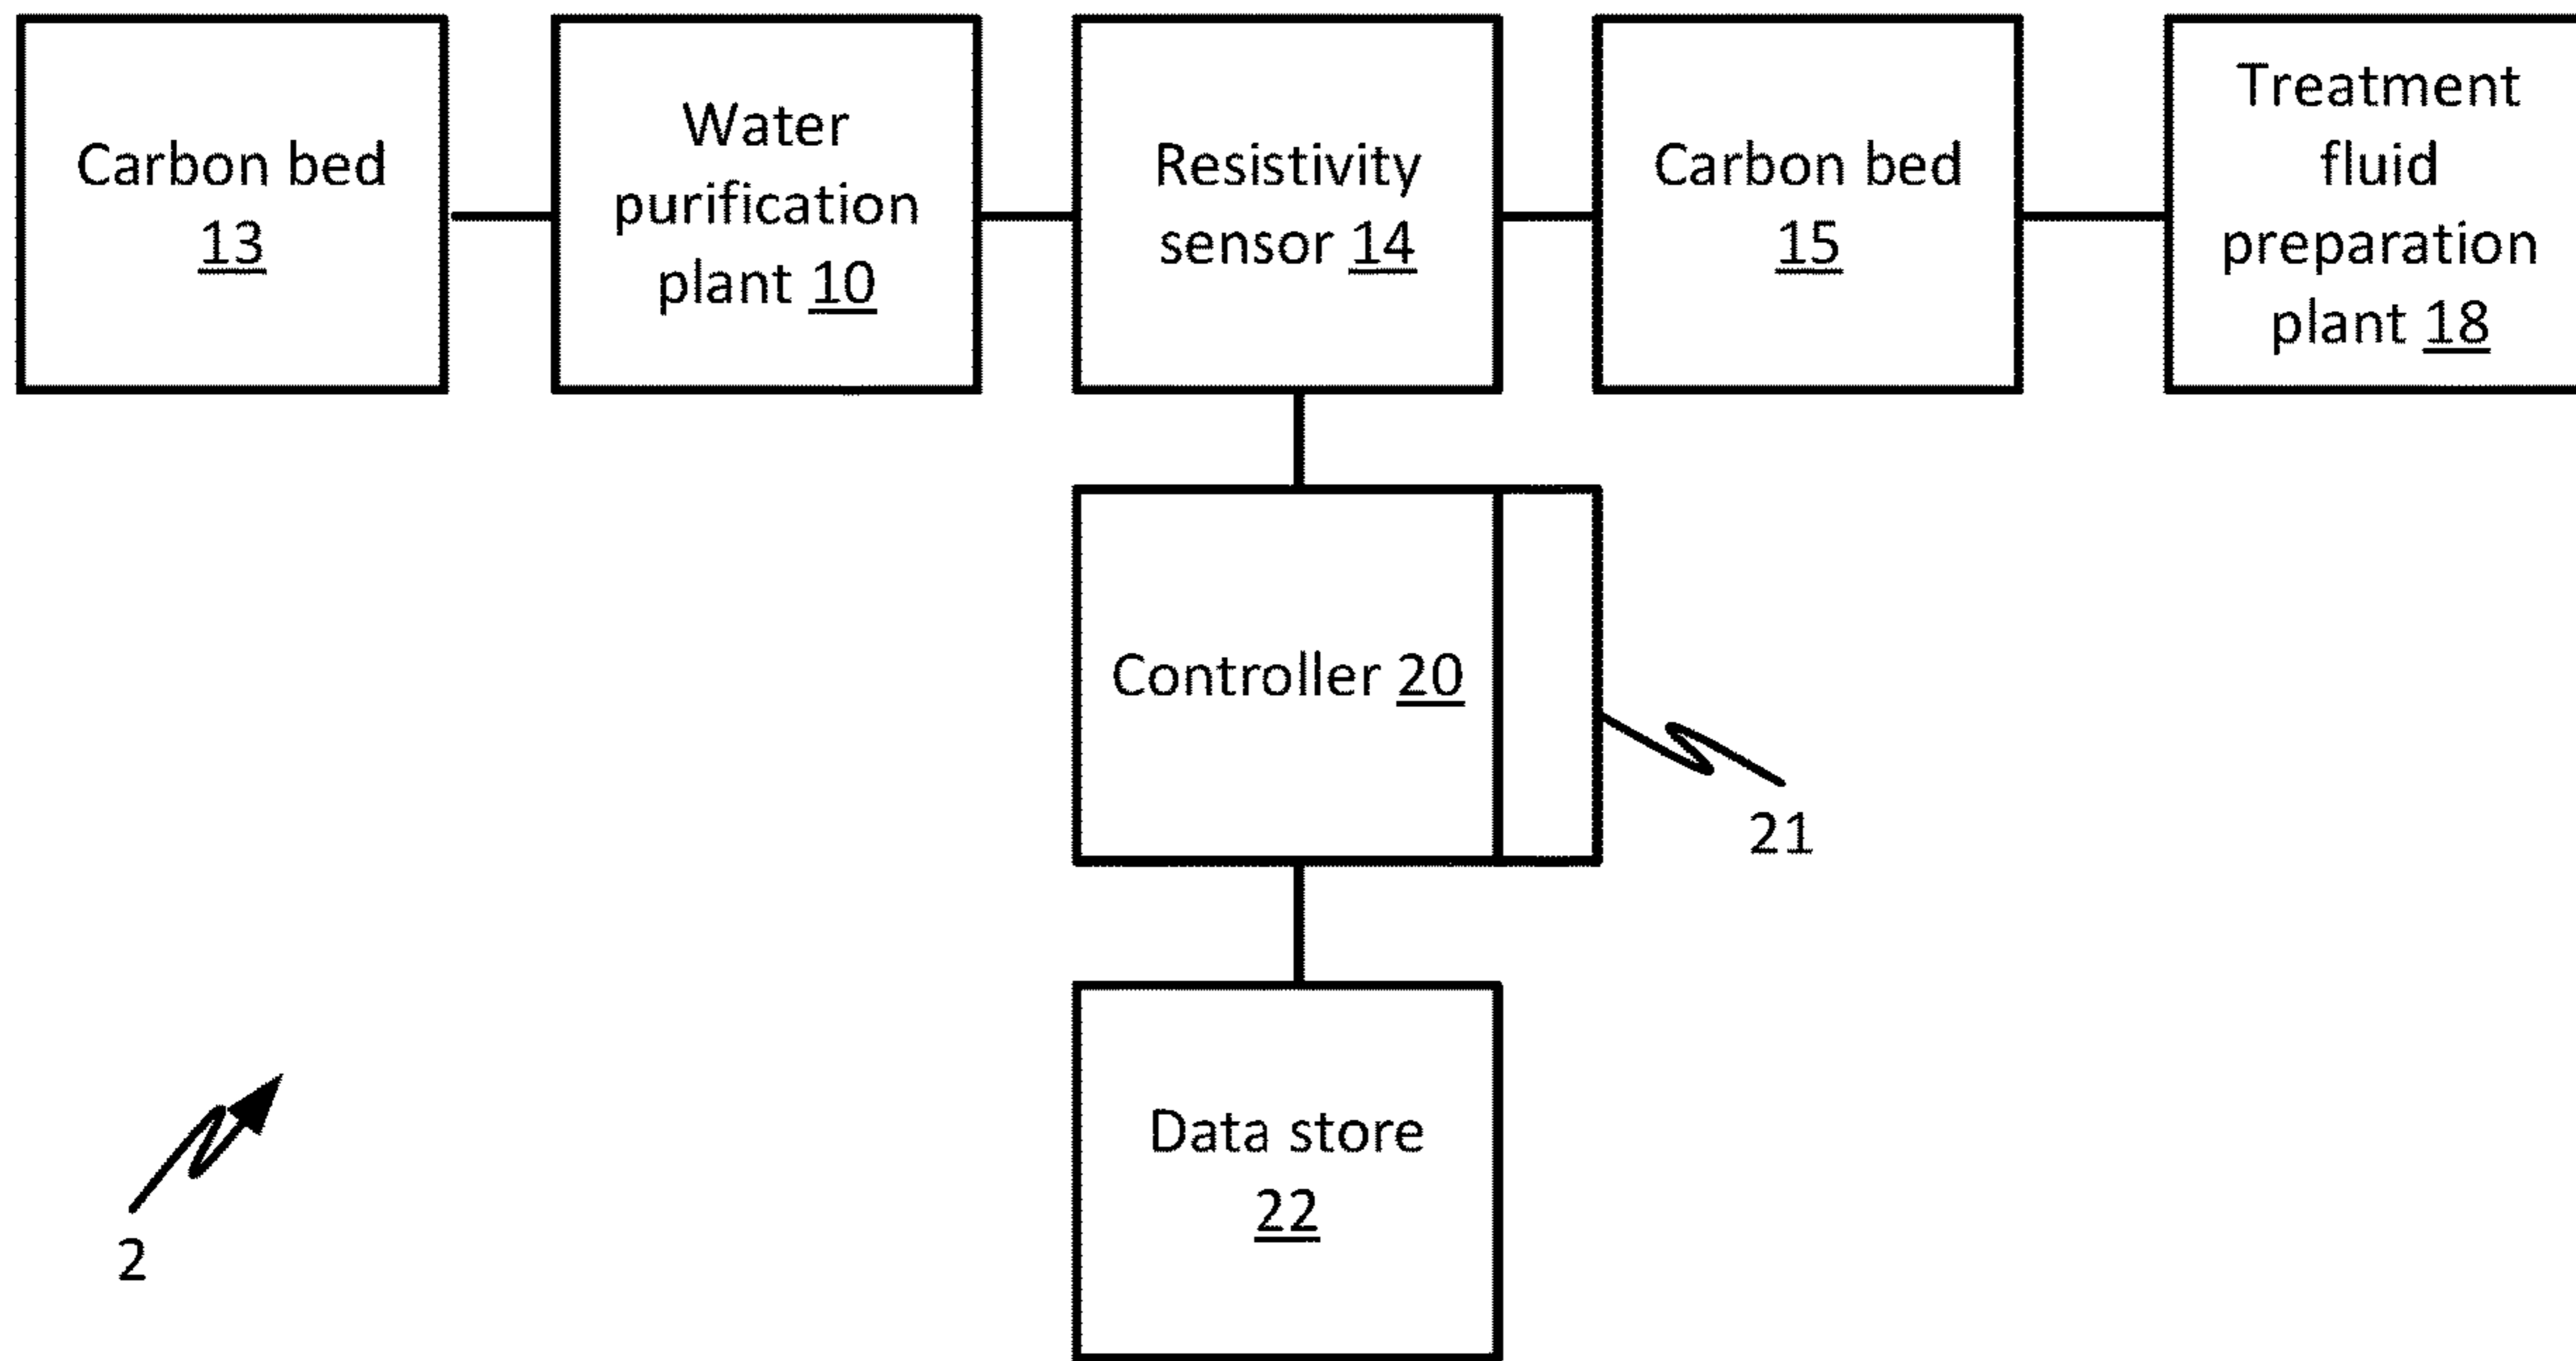 Carbon bed
13
Water
purification
plant 10
Resistivity
sensor 14
Carbon bed
15
Treatment
fluid
preparation
plant 18
Controller 20
21
Data store
22
2